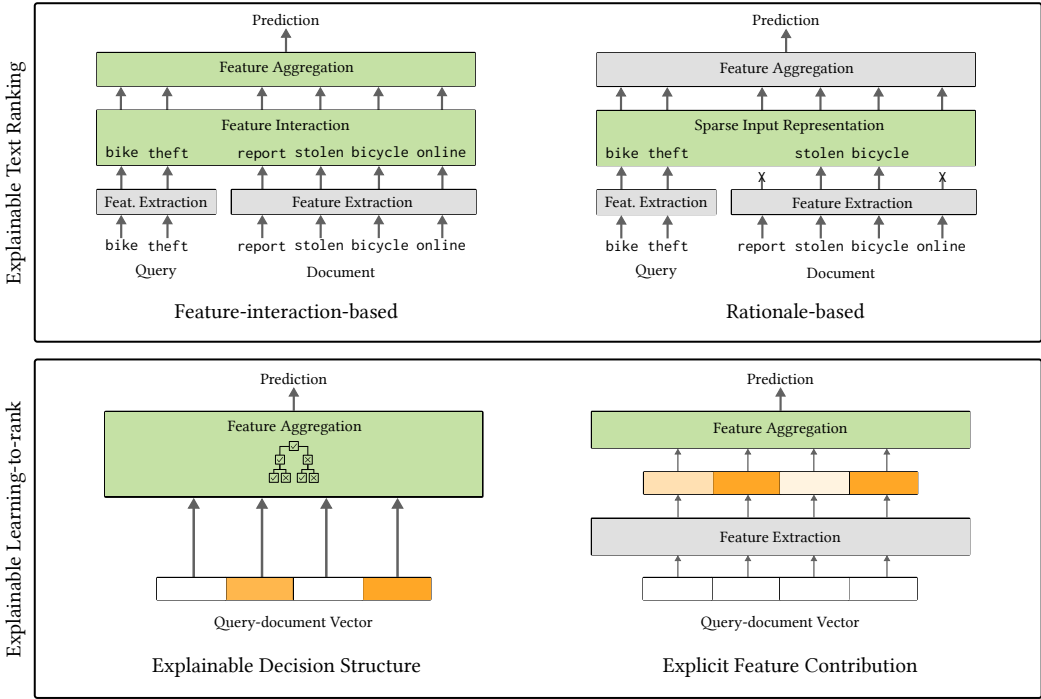 Explainable Text Ranking
Prediction
Feature Aggregation
Feature Interaction
bike theft report stolen bicycle online
Feat. Extraction Feature Extraction
bike theft report stolen bicycle online
Query Document
Feature-interaction-based
Prediction
Feature Aggregation
Sparse Input Representation
bike theft stolen bicycle
X X
Feat. Extraction Feature Extraction
bike theft report stolen bicycle online
Query Document
Rationale-based
Explainable Learning-to-rank
Prediction
Feature Aggregation
Query-document Vector
Explainable Decision Structure
Prediction
Feature Aggregation
Feature Extraction
Query-document Vector
Explicit Feature Contribution